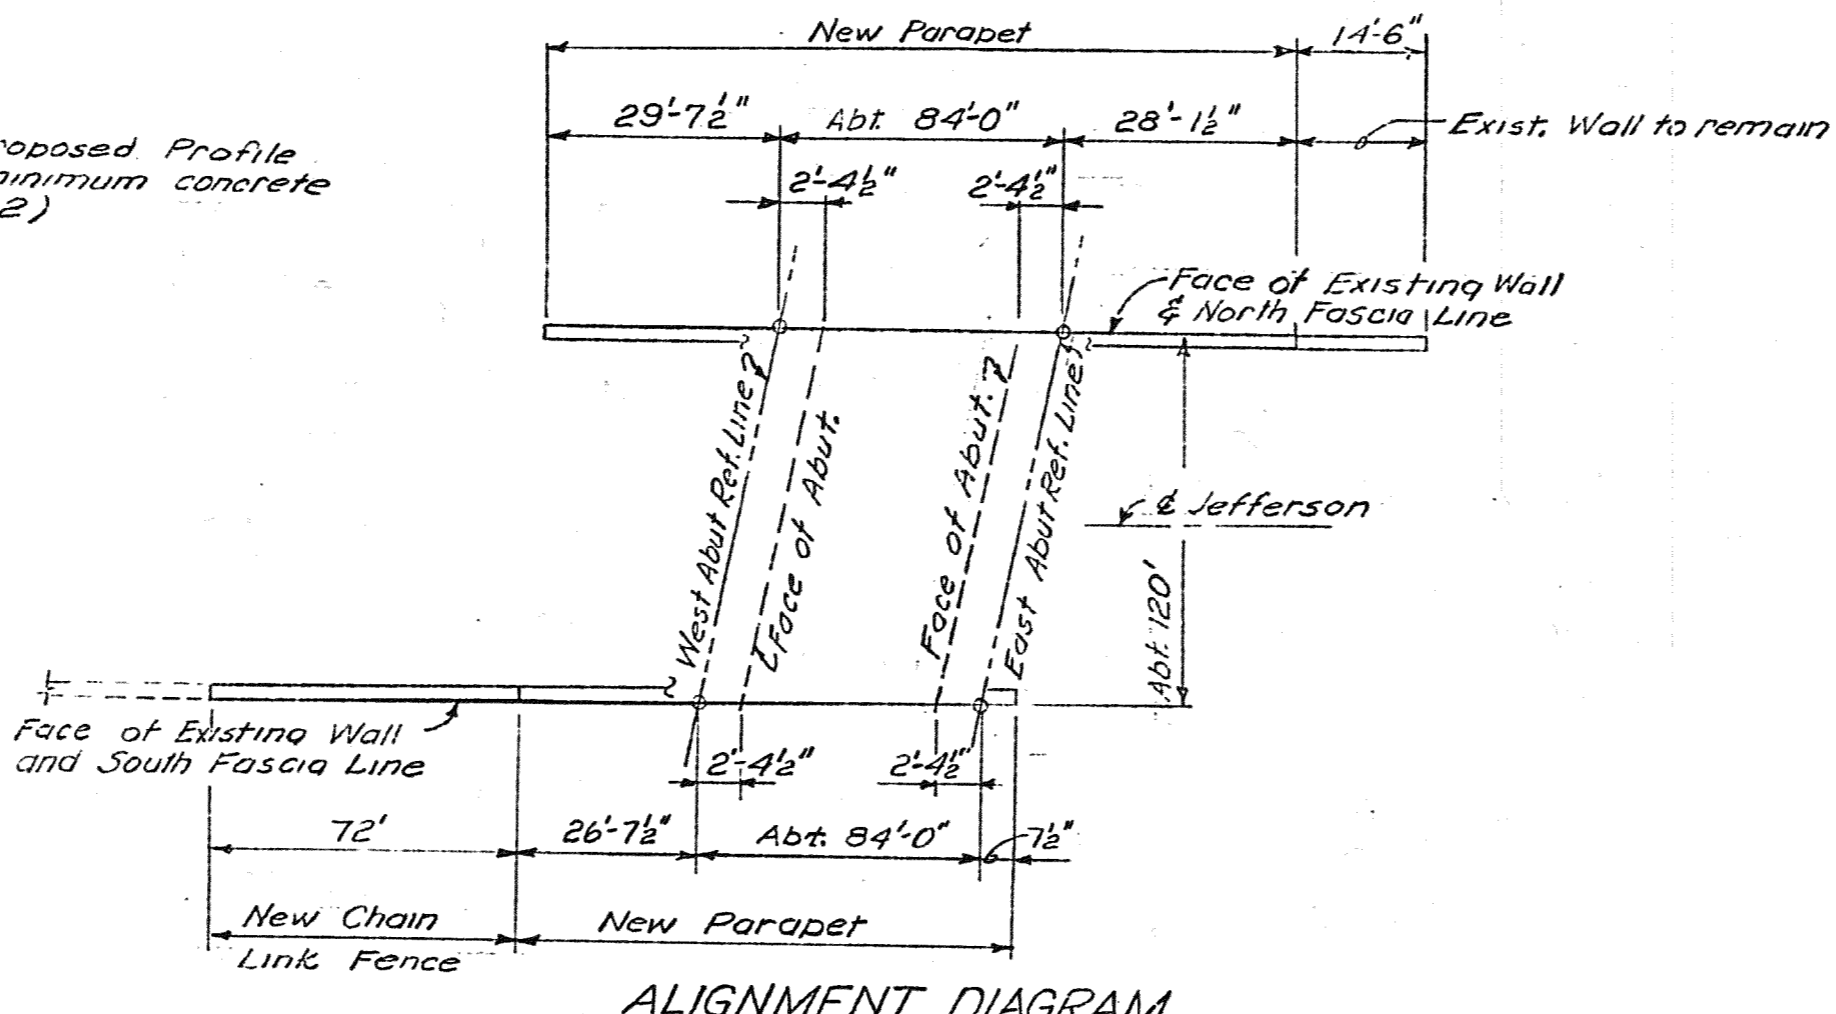 New Parapet
14'-6"
29'-7½"
Abt. 84'-0"
28'-1½"
Exist. Wall to remain
Profile
concrete
2)
2'-4½"
2'-4½"
Face of Existing Wall
& North Fascia Line
West Abut Ref. Line
Face of Abut.
Face of Abut.
East Abut Ref. Line
℄ Jefferson
Abt. 120'
Face of Existing Wall
and South Fascia Line
2'-4½"
2'-4½"
72'
26'-7½"
Abt. 84'-0"
7½"
New Chain
Link Fence
New Parapet
ALIGNMENT DIAGRAM